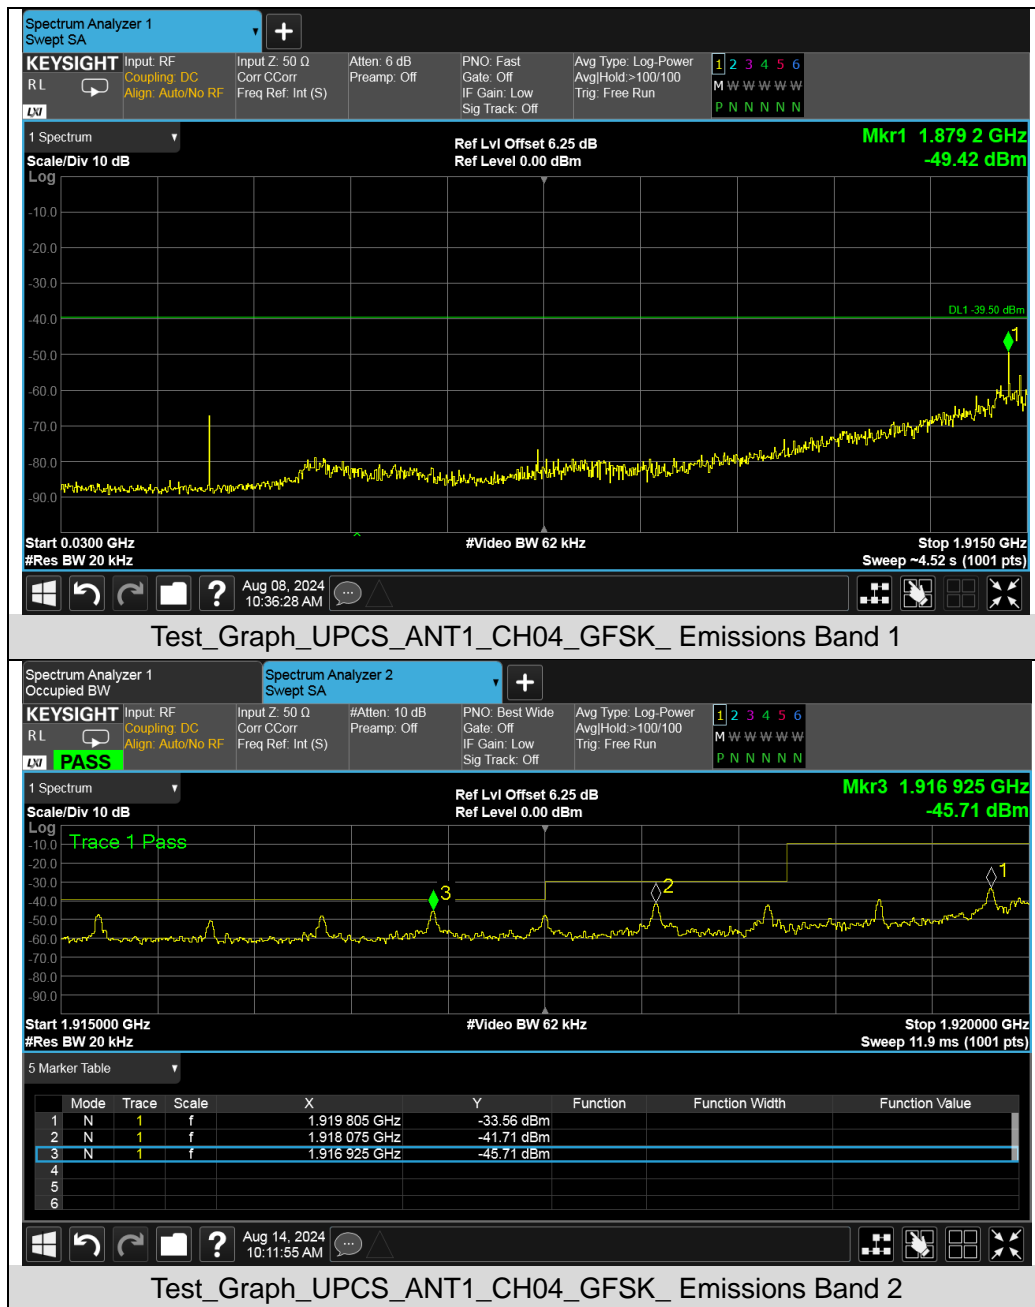 Spectrum Analyzer 1
Swept SA
KEYSIGHT
RL
LXI
Input: RF
Coupling: DC
Align: Auto/No RF
Input Z: 50 Ω
Corr CCorr
Freq Ref: Int (S)
Atten: 6 dB
Preamp: Off
PNO: Fast
Gate: Off
IF Gain: Low
Sig Track: Off
Avg Type: Log-Power
Avg|Hold:>100/100
Trig: Free Run
1 2 3 4 5 6
M W W W W W
P N N N N N
1 Spectrum
Scale/Div 10 dB
Log
Ref Lvl Offset 6.25 dB
Ref Level 0.00 dBm
Mkr1 1.879 2 GHz
-49.42 dBm
-10.0
-20.0
-30.0
-40.0
-50.0
-60.0
-70.0
-80.0
-90.0
DL1 -39.50 dBm
1
Start 0.0300 GHz
#Res BW 20 kHz
#Video BW 62 kHz
Stop 1.9150 GHz
Sweep ~4.52 s (1001 pts)
?
Aug 08, 2024
10:36:28 AM
Test_Graph_UPCS_ANT1_CH04_GFSK_ Emissions Band 1
Spectrum Analyzer 1
Occupied BW
Spectrum Analyzer 2
Swept SA
KEYSIGHT
RL
LXI
PASS
Input: RF
Coupling: DC
Align: Auto/No RF
Input Z: 50 Ω
Corr CCorr
Freq Ref: Int (S)
#Atten: 10 dB
Preamp: Off
PNO: Best Wide
Gate: Off
IF Gain: Low
Sig Track: Off
Avg Type: Log-Power
Avg|Hold:>100/100
Trig: Free Run
1 2 3 4 5 6
M W W W W W
P N N N N N
1 Spectrum
Scale/Div 10 dB
Log
Ref Lvl Offset 6.25 dB
Ref Level 0.00 dBm
Mkr3 1.916 925 GHz
-45.71 dBm
Trace 1 Pass
-10.0
-20.0
-30.0
-40.0
-50.0
-60.0
-70.0
-80.0
-90.0
3
2
1
Start 1.915000 GHz
#Res BW 20 kHz
#Video BW 62 kHz
Stop 1.920000 GHz
Sweep 11.9 ms (1001 pts)
5 Marker Table
Mode Trace Scale X Y Function Function Width Function Value
1 N 1 f 1.919 805 GHz -33.56 dBm
2 N 1 f 1.918 075 GHz -41.71 dBm
3 N 1 f 1.916 925 GHz -45.71 dBm
4
5
6
?
Aug 14, 2024
10:11:55 AM
Test_Graph_UPCS_ANT1_CH04_GFSK_ Emissions Band 2